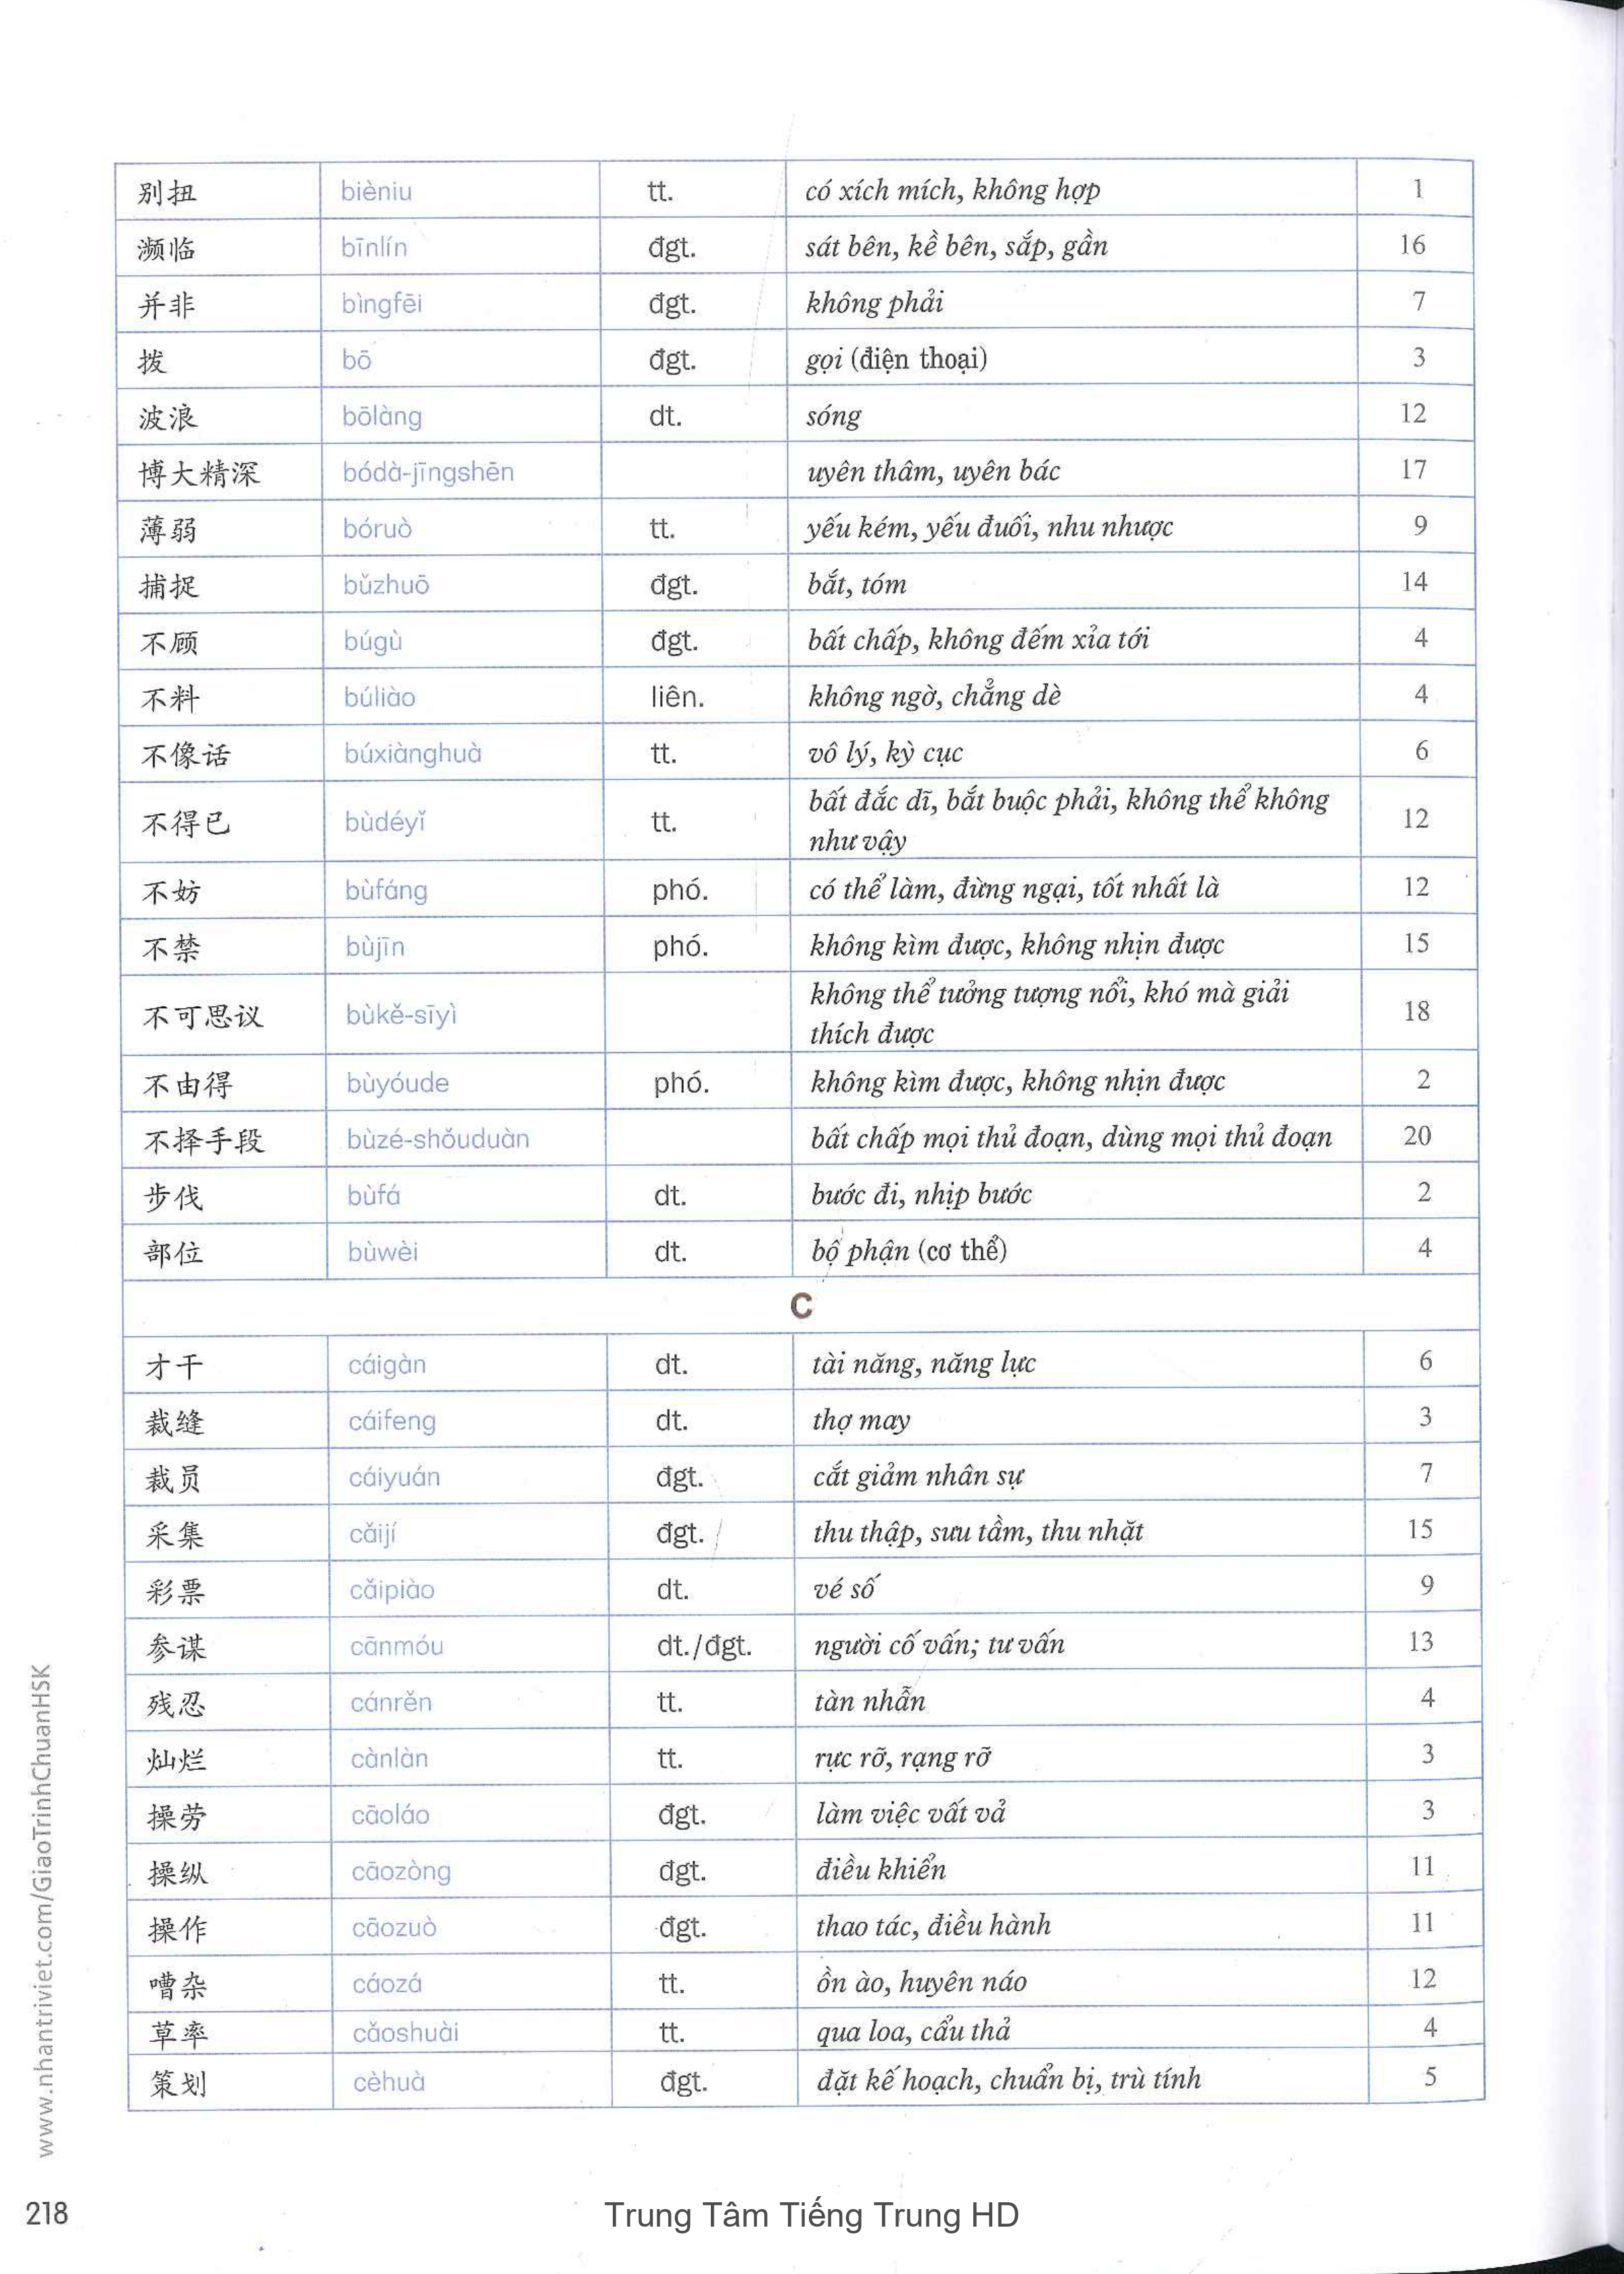 别扭 bièniu tt. có xích mích, không hợp 1
濒临 bīnlín đgt. sát bên, kề bên, sắp, gần 16
并非 bìngfēi đgt. không phải 7
拨 bō đgt. gọi (điện thoại) 3
波浪 bōlàng dt. sóng 12
博大精深 bódà-jīngshēn uyên thâm, uyên bác 17
薄弱 bóruò tt. yếu kém, yếu đuối, nhu nhược 9
捕捉 bǔzhuō đgt. bắt, tóm 14
不顾 búgù đgt. bất chấp, không đếm xỉa tới 4
不料 búliào liên. không ngờ, chẳng dè 4
不像话 búxiànghuà tt. vô lý, kỳ cục 6
不得已 bùdéyǐ tt. bất đắc dĩ, bắt buộc phải, không thể không
như vậy 12
不妨 bùfáng phó. có thể làm, đừng ngại, tốt nhất là 12
不禁 bùjīn phó. không kìm được, không nhịn được 15
不可思议 bùkě-sīyì không thể tưởng tượng nổi, khó mà giải
thích được 18
不由得 bùyóude phó. không kìm được, không nhịn được 2
不择手段 bùzé-shǒuduàn bất chấp mọi thủ đoạn, dùng mọi thủ đoạn 20
步伐 bùfá dt. bước đi, nhịp bước 2
部位 bùwèi dt. bộ phận (cơ thể) 4
C
才干 cáigàn dt. tài năng, năng lực 6
裁缝 cáifeng dt. thợ may 3
裁员 cáiyuán đgt. cắt giảm nhân sự 7
采集 cǎijí đgt. thu thập, sưu tầm, thu nhặt 15
彩票 cǎipiào dt. vé số 9
参谋 cānmóu dt./đgt. người cố vấn; tư vấn 13
残忍 cánrěn tt. tàn nhẫn 4
灿烂 cànlàn tt. rực rỡ, rạng rỡ 3
操劳 cāoláo đgt. làm việc vất vả 3
操纵 cāozòng đgt. điều khiển 11
操作 cāozuò đgt. thao tác, điều hành 11
嘈杂 cáozá tt. ồn ào, huyên náo 12
草率 cǎoshuài tt. qua loa, cẩu thả 4
策划 cèhuà đgt. đặt kế hoạch, chuẩn bị, trù tính 5
www.nhantriviet.com/GiaoTrinhChuanHSK
218
Trung Tâm Tiếng Trung HD